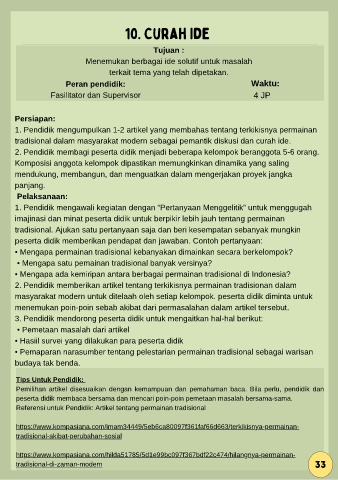 10. CURAH IDE
Tujuan :
Menemukan berbagai ide solutif untuk masalah
terkait tema yang telah dipetakan.
Peran pendidik:
Waktu:
Fasilitator dan Supervisor
4 JP
Persiapan:
1. Pendidik mengumpulkan 1-2 artikel yang membahas tentang terkikisnya permainan
tradisional dalam masyarakat modern sebagai pemantik diskusi dan curah ide.
2. Pendidik membagi peserta didik menjadi beberapa kelompok beranggota 5-6 orang.
Komposisi anggota kelompok dipastikan memungkinkan dinamika yang saling
mendukung, membangun, dan menguatkan dalam mengerjakan proyek jangka
panjang.
Pelaksanaan:
1. Pendidik mengawali kegiatan dengan "Pertanyaan Menggelitik" untuk menggugah
imajinasi dan minat peserta didik untuk berpikir lebih jauh tentang permainan
tradisional. Ajukan satu pertanyaan saja dan beri kesempatan sebanyak mungkin
peserta didik memberikan pendapat dan jawaban. Contoh pertanyaan:
• Mengapa permainan tradisional kebanyakan dimainkan secara berkelompok?
• Mengapa satu pemainan tradisional banyak versinya?
• Mengapa ada kemiripan antara berbagai permainan tradisional di Indonesia?
2. Pendidik memberikan artikel tentang terkikisnya permainan tradisionan dalam
masyarakat modern untuk ditelaah oleh setiap kelompok. peserta didik diminta untuk
menemukan poin-poin sebab akibat dari permasalahan dalam artikel tersebut.
3. Pendidik mendorong peserta didik untuk mengaitkan hal-hal berikut:
• Pemetaan masalah dari artikel
• Hasiil survey yang dilakukan para peserta didik
• Pemaparan narasumber tentang pelestarian permainan tradisional sebagai warisan
budaya tak benda.
Tips Untuk Pendidik:
Pemilihan artikel disesuaikan dengan kemampuan dan pemahaman baca. Bila perlu, pendidik dan
peserta didik membaca bersama dan mencari poin-poin pemetaan masalah bersama-sama.
Referensi untuk Pendidik: Artikel tentang permainan tradisional
https://www.kompasiana.com/imam34449/5eb6ca80097f361faf66d663/terkikisnya-permainan-
tradisional-akibat-perubahan-sosial
https://www.kompasiana.com/hilda51785/5d1e99bc097f367bdf22c474/hilangnya-permainan-
tradisional-di-zaman-modern
33